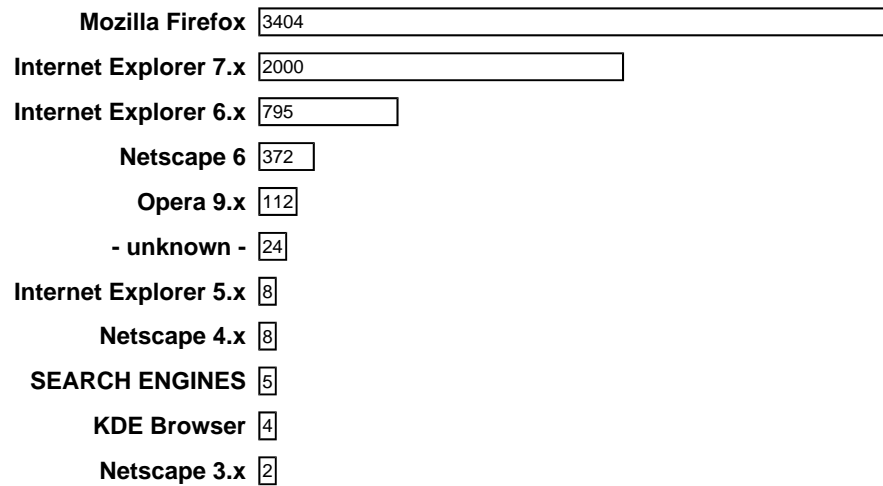 Mozilla Firefox 3404
Internet Explorer 7.x 2000
Internet Explorer 6.x 795
Netscape 6 372
Opera 9.x 112
- unknown - 24
Internet Explorer 5.x 8
Netscape 4.x 8
SEARCH ENGINES 5
KDE Browser 4
Netscape 3.x 2